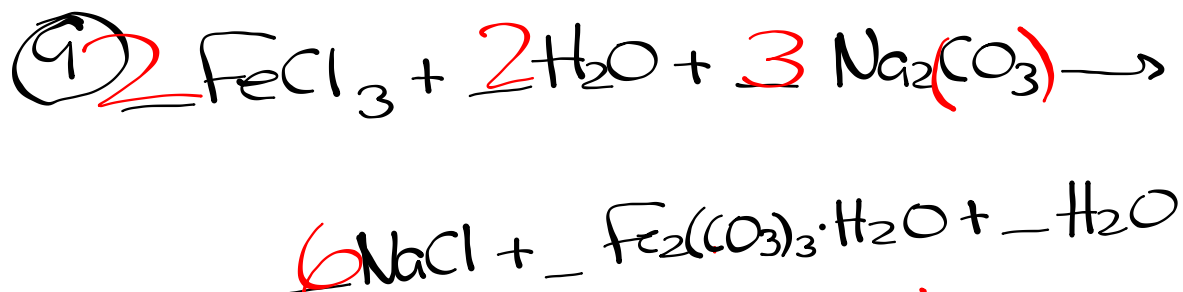 9 2 FeCl3 + 2 H2O + 3 Na2(CO3) →
6 NaCl + _ Fe2(CO3)3·H2O + _ H2O